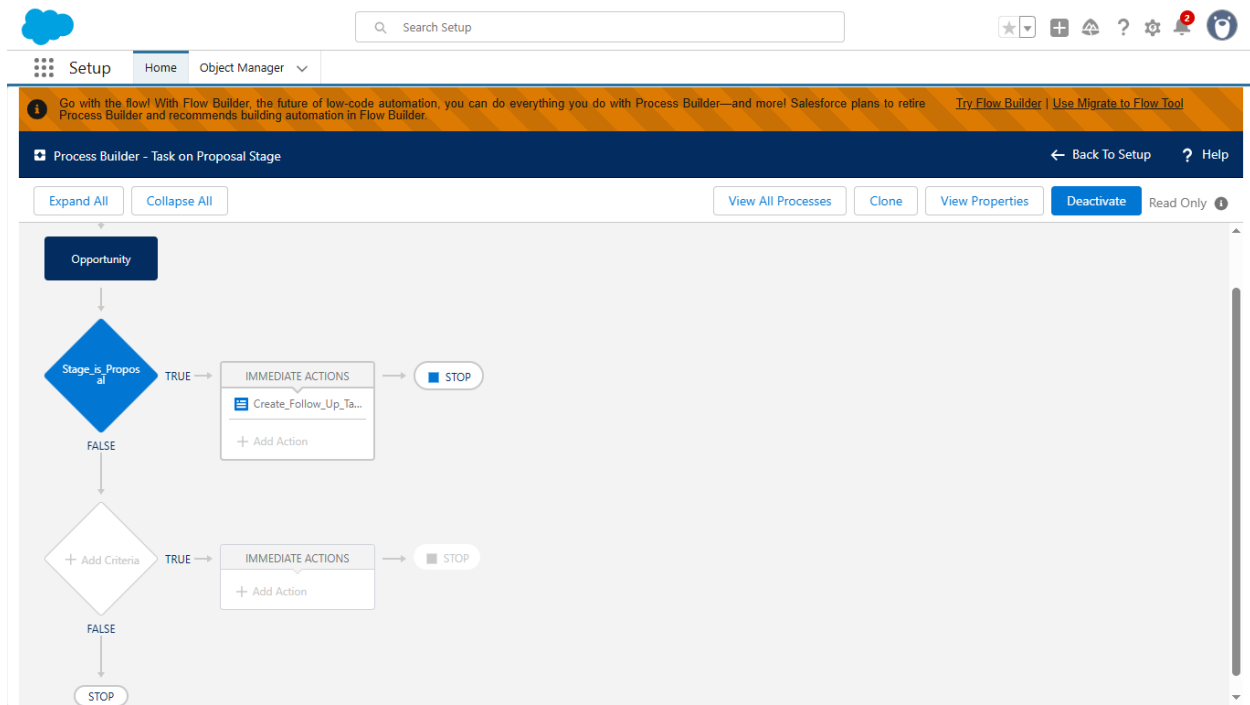 Search Setup
2
Setup
Home
Object Manager
Go with the flow! With Flow Builder, the future of low-code automation, you can do everything you do with Process Builder—and more! Salesforce plans to retire
Process Builder and recommends building automation in Flow Builder.
Try Flow Builder | Use Migrate to Flow Tool
Process Builder - Task on Proposal Stage
Back To Setup
? Help
Expand All
Collapse All
View All Processes
Clone
View Properties
Deactivate
Read Only
Opportunity
Stage_is_Propos
al
TRUE
IMMEDIATE ACTIONS
STOP
Create_Follow_Up_Ta...
+ Add Action
FALSE
+ Add Criteria
TRUE
IMMEDIATE ACTIONS
STOP
+ Add Action
FALSE
STOP